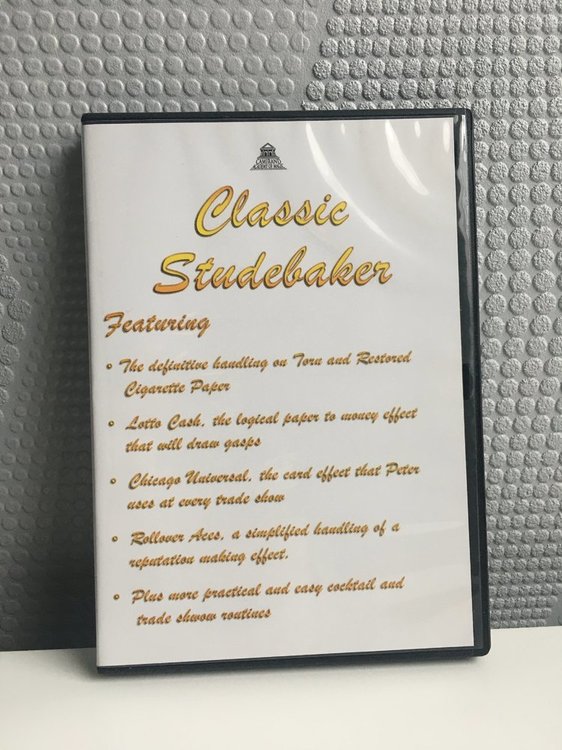 Classic
Studebaker
Featuring
• The definitive handling on Torn and Restored
Cigarette Paper
• Lotto Cash, the logical paper to money effect
that will draw gasps
• Chicago Universal, the card effect that Peter
uses at every trade show
• Rollover Aces, a simplified handling of a
reputation making effect.
• Plus more practical and easy cocktail and
trade shwow routines